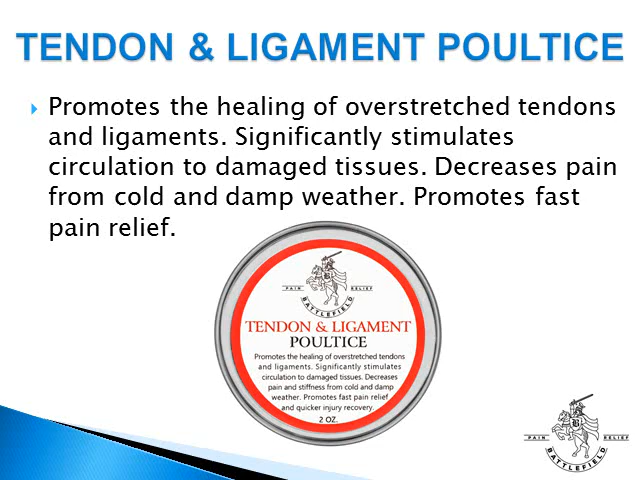 TENDON & LIGAMENT POULTICE
Promotes the healing of overstretched tendons
and ligaments. Significantly stimulates
circulation to damaged tissues. Decreases pain
from cold and damp weather. Promotes fast
pain relief.
PAIN RELIEF
BATTLEFIELD
TENDON & LIGAMENT
POULTICE
Promotes the healing of overstretched tendons
and ligaments. Significantly stimulates
circulation to damaged tissues. Decreases
pain and stiffness from cold and damp
weather. Promotes fast pain relief
and quicker injury recovery.
2 OZ.
B
PAIN RELIEF
BATTLEFIELD